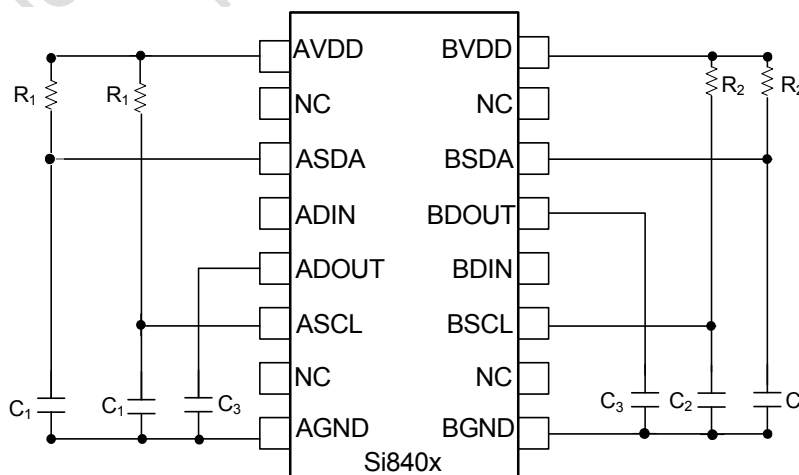 AVDD BVDD
R₁ R₁ R₂ R₂
NC NC
ASDA BSDA
ADIN BDOUT
ADOUT BDIN
ASCL BSCL
NC NC
C₁ C₁ C₃ C₃ C₂ C
AGND BGND
Si840x